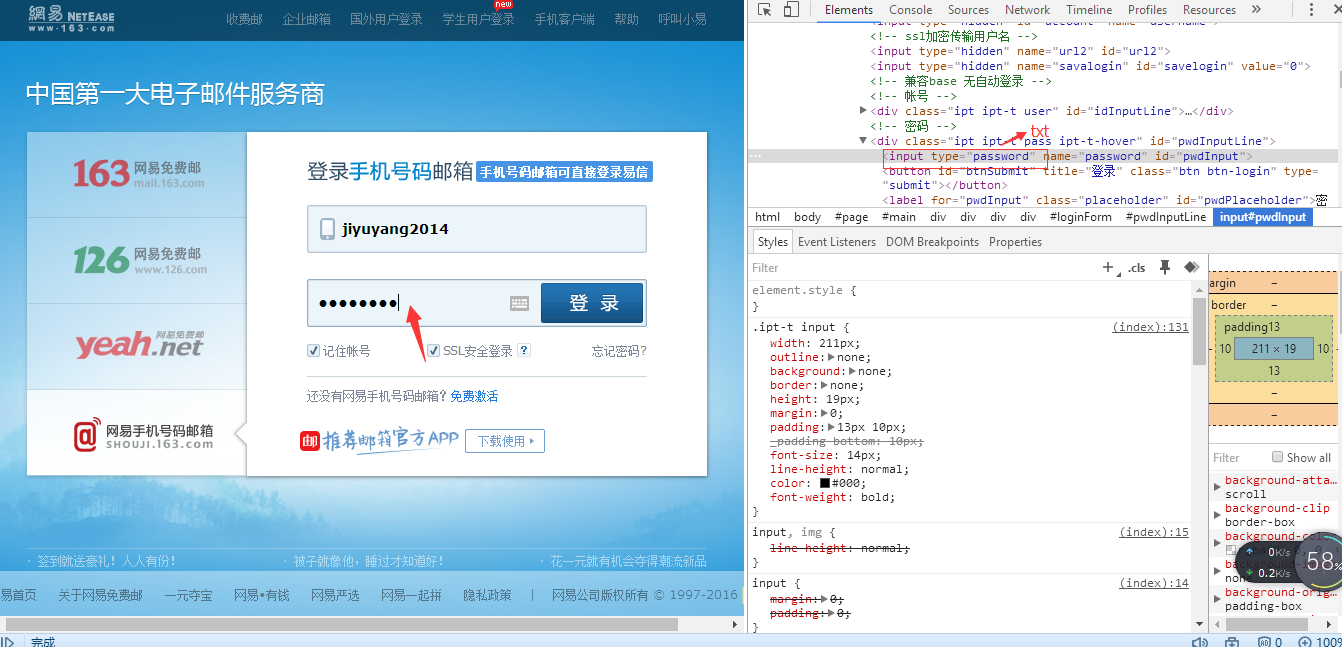 網易 NETEASE
www.163.com
收费邮 企业邮箱 国外用户登录 学生用户登录 new 手机客户端 帮助 呼叫小易
中国第一大电子邮件服务商
163 网易免费邮
mail.163.com
126 网易免费邮
www.126.com
yeah.net 网易免费邮
网易手机号码邮箱
SHOUJI.163.com
登录手机号码邮箱 手机号码邮箱可直接登录易信
jiyuyang2014
●●●●●●●● 登 录
记住帐号 SSL安全登录 ? 忘记密码?
还没有网易手机号码邮箱? 免费激活
邮 推荐邮箱官方APP 下载使用
· 签到就送豪礼！人人有份！ · 被子就像他，睡过才知道好！ · 花一元就有机会夺得潮流新品
易首页 关于网易免费邮 一元夺宝 网易•有钱 网易严选 网易一起拼 隐私政策 | 网易公司版权所有 © 1997-2016
完成
Elements Console Sources Network Timeline Profiles Resources »
<!-- ssl加密传输用户名 -->
<input type="hidden" name="url2" id="url2">
<input type="hidden" name="savalogin" id="savelogin" value="0">
<!-- 兼容base 无自动登录 -->
<!-- 帐号 -->
<div class="ipt ipt-t user" id="idInputLine">…</div>
<!-- 密码 -->
txt
<div class="ipt ipt-t pass ipt-t-hover" id="pwdInputLine">
<input type="password" name="password" id="pwdInput">
<button id="btnSubmit" title="登录" class="btn btn-login" type=
"submit"></button>
<label for="pwdInput" class="placeholder" id="pwdPlaceholder">密
html body #page #main div div div div #loginForm #pwdInputLine input#pwdInput
Styles Event Listeners DOM Breakpoints Properties
Filter + .cls
element.style {
}
.ipt-t input { (index):131
width: 211px;
outline: none;
background: none;
border: none;
height: 19px;
margin: 0;
padding: 13px 10px;
_padding-bottom: 10px;
font-size: 14px;
line-height: normal;
color: #000;
font-weight: bold;
}
input, img { (index):15
line-height: normal;
}
input { (index):14
margin: 0;
padding: 0;
}
argin –
border –
padding13
10 211 × 19 10
13
–
–
Filter Show all
background-atta…
scroll
background-clip
border-box
none
background-orig…
padding-box
0K/s
0.2K/s
58%
0 100%